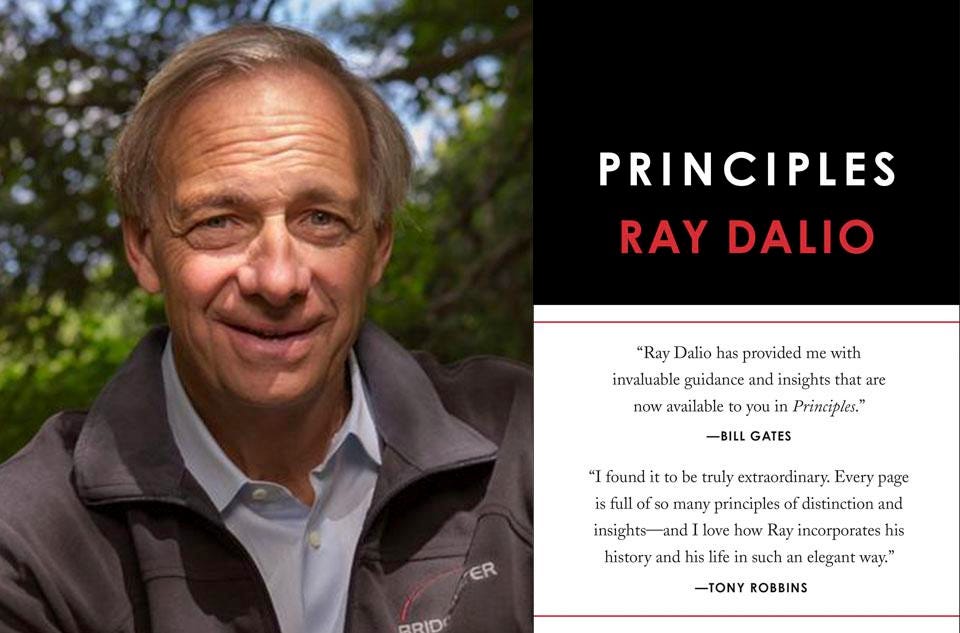 PRINCIPLES
RAY DALIO
“Ray Dalio has provided me with
invaluable guidance and insights that are
now available to you in Principles.”
—BILL GATES
“I found it to be truly extraordinary. Every page
is full of so many principles of distinction and
insights—and I love how Ray incorporates his
history and his life in such an elegant way.”
—TONY ROBBINS